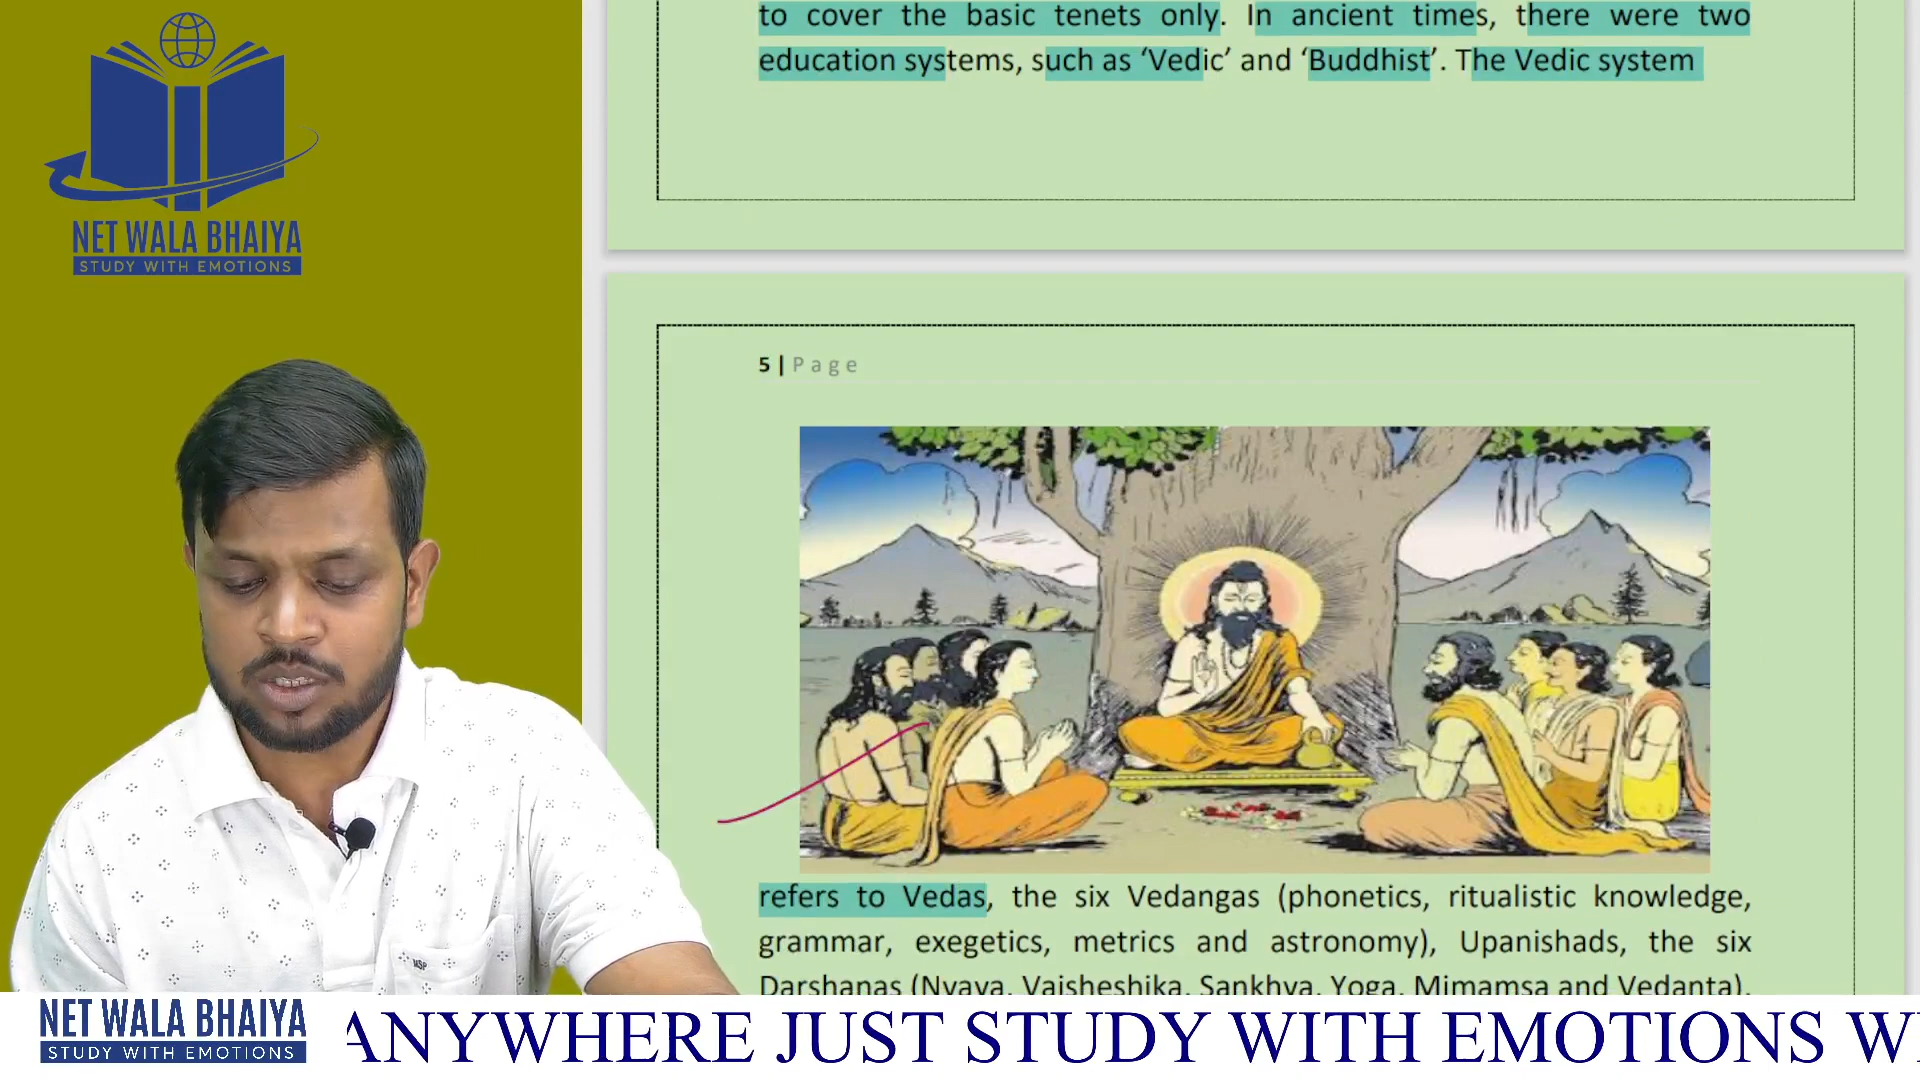 to cover the basic tenets only. In ancient times, there were two
education systems, such as ‘Vedic’ and ‘Buddhist’. The Vedic system
NET WALA BHAIYA
STUDY WITH EMOTIONS
5 | Page
refers to Vedas, the six Vedangas (phonetics, ritualistic knowledge,
grammar, exegetics, metrics and astronomy), Upanishads, the six
Darshanas (Nyaya, Vaisheshika, Sankhya, Yoga, Mimamsa and Vedanta),
MSP
NET WALA BHAIYA
STUDY WITH EMOTIONS
ANYWHERE JUST STUDY WITH EMOTIONS W